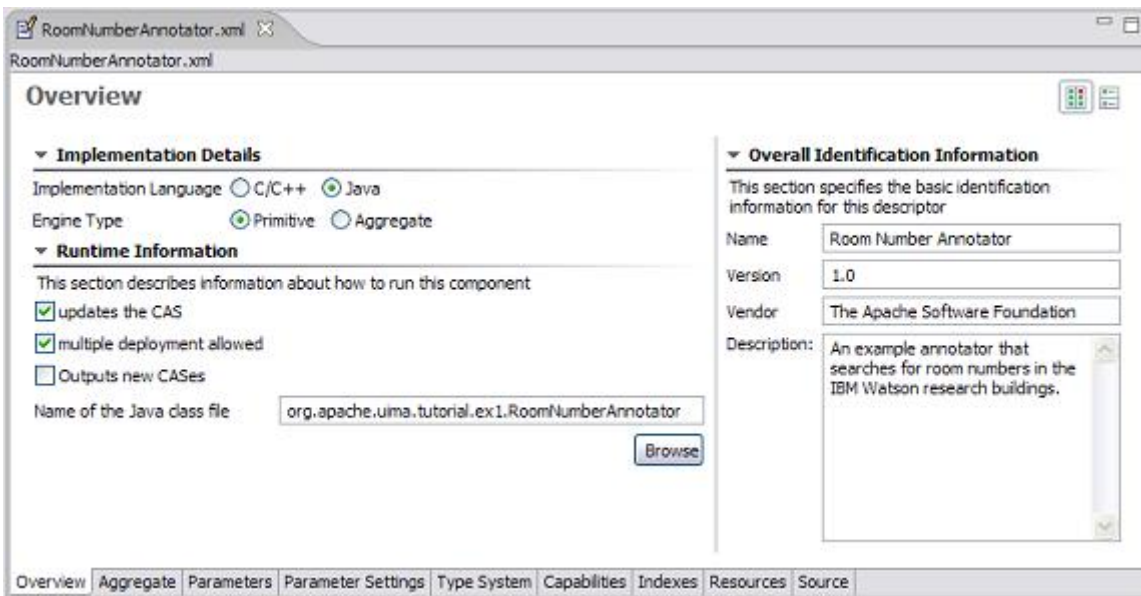 RoomNumberAnnotator.xml
RoomNumberAnnotator.xml
Overview
Implementation Details
Implementation Language C/C++ Java
Engine Type Primitive Aggregate
Runtime Information
This section describes information about how to run this component
updates the CAS
multiple deployment allowed
Outputs new CASes
Name of the Java class file org.apache.uima.tutorial.ex1.RoomNumberAnnotator
Browse
Overall Identification Information
This section specifies the basic identification
information for this descriptor
Name Room Number Annotator
Version 1.0
Vendor The Apache Software Foundation
Description: An example annotator that
searches for room numbers in the
IBM Watson research buildings.
Overview Aggregate Parameters Parameter Settings Type System Capabilities Indexes Resources Source